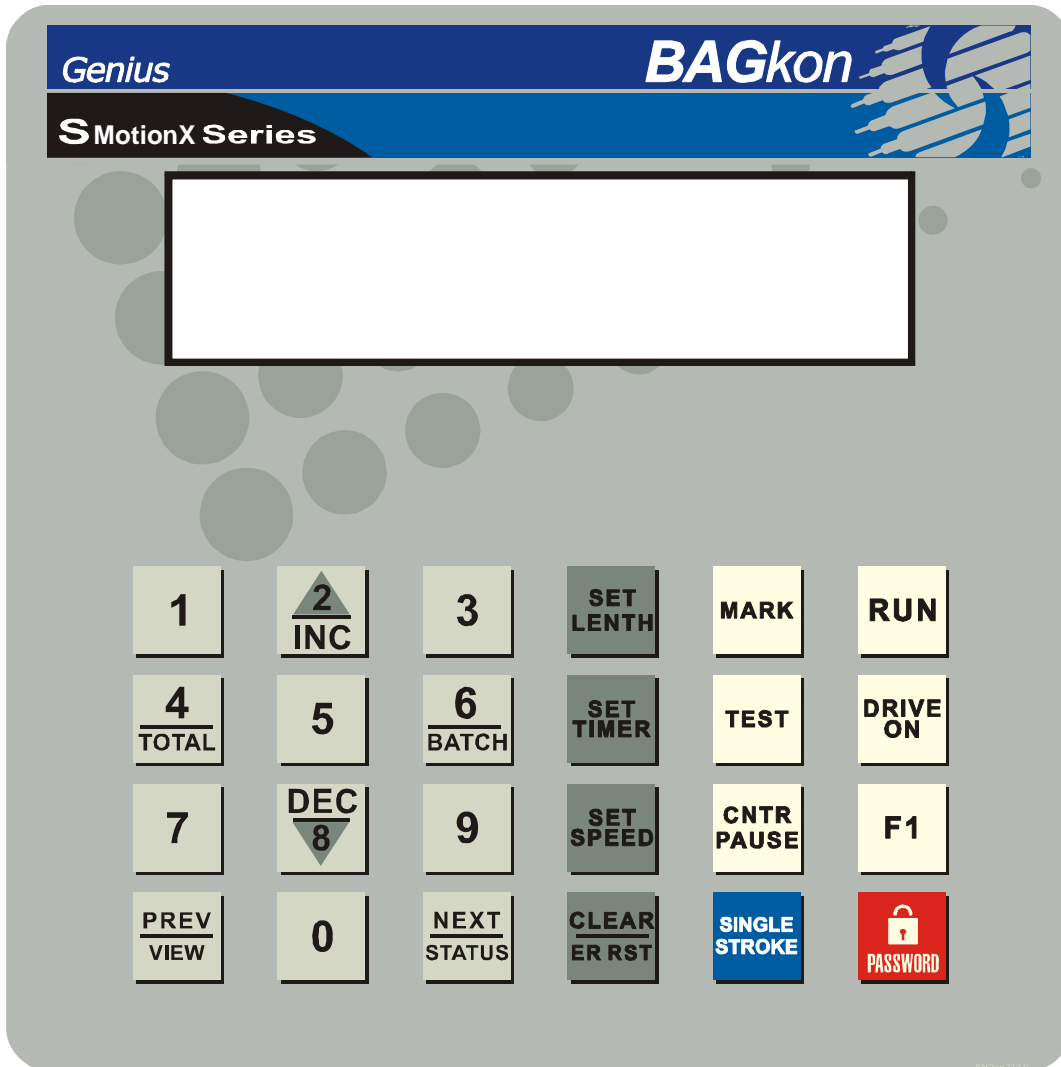 Genius
BAGkon
S MotionX Series
1
2
INC
3
SET
LENTH
MARK
RUN
4
TOTAL
5
6
BATCH
SET
TIMER
TEST
DRIVE
ON
7
DEC
8
9
SET
SPEED
CNTR
PAUSE
F1
PREV
VIEW
0
NEXT
STATUS
CLEAR
ER RST
SINGLE
STROKE
PASSWORD